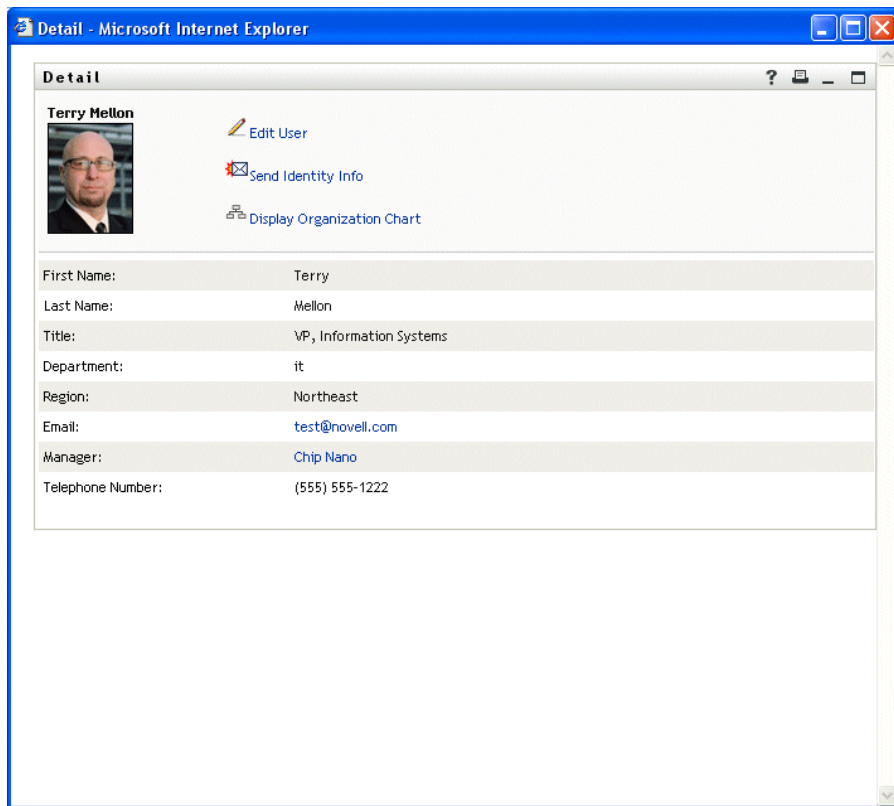 Detail - Microsoft Internet Explorer
Detail
Terry Mellon
Edit User
Send Identity Info
Display Organization Chart
First Name: Terry
Last Name: Mellon
Title: VP, Information Systems
Department: it
Region: Northeast
Email: test@novell.com
Manager: Chip Nano
Telephone Number: (555) 555-1222